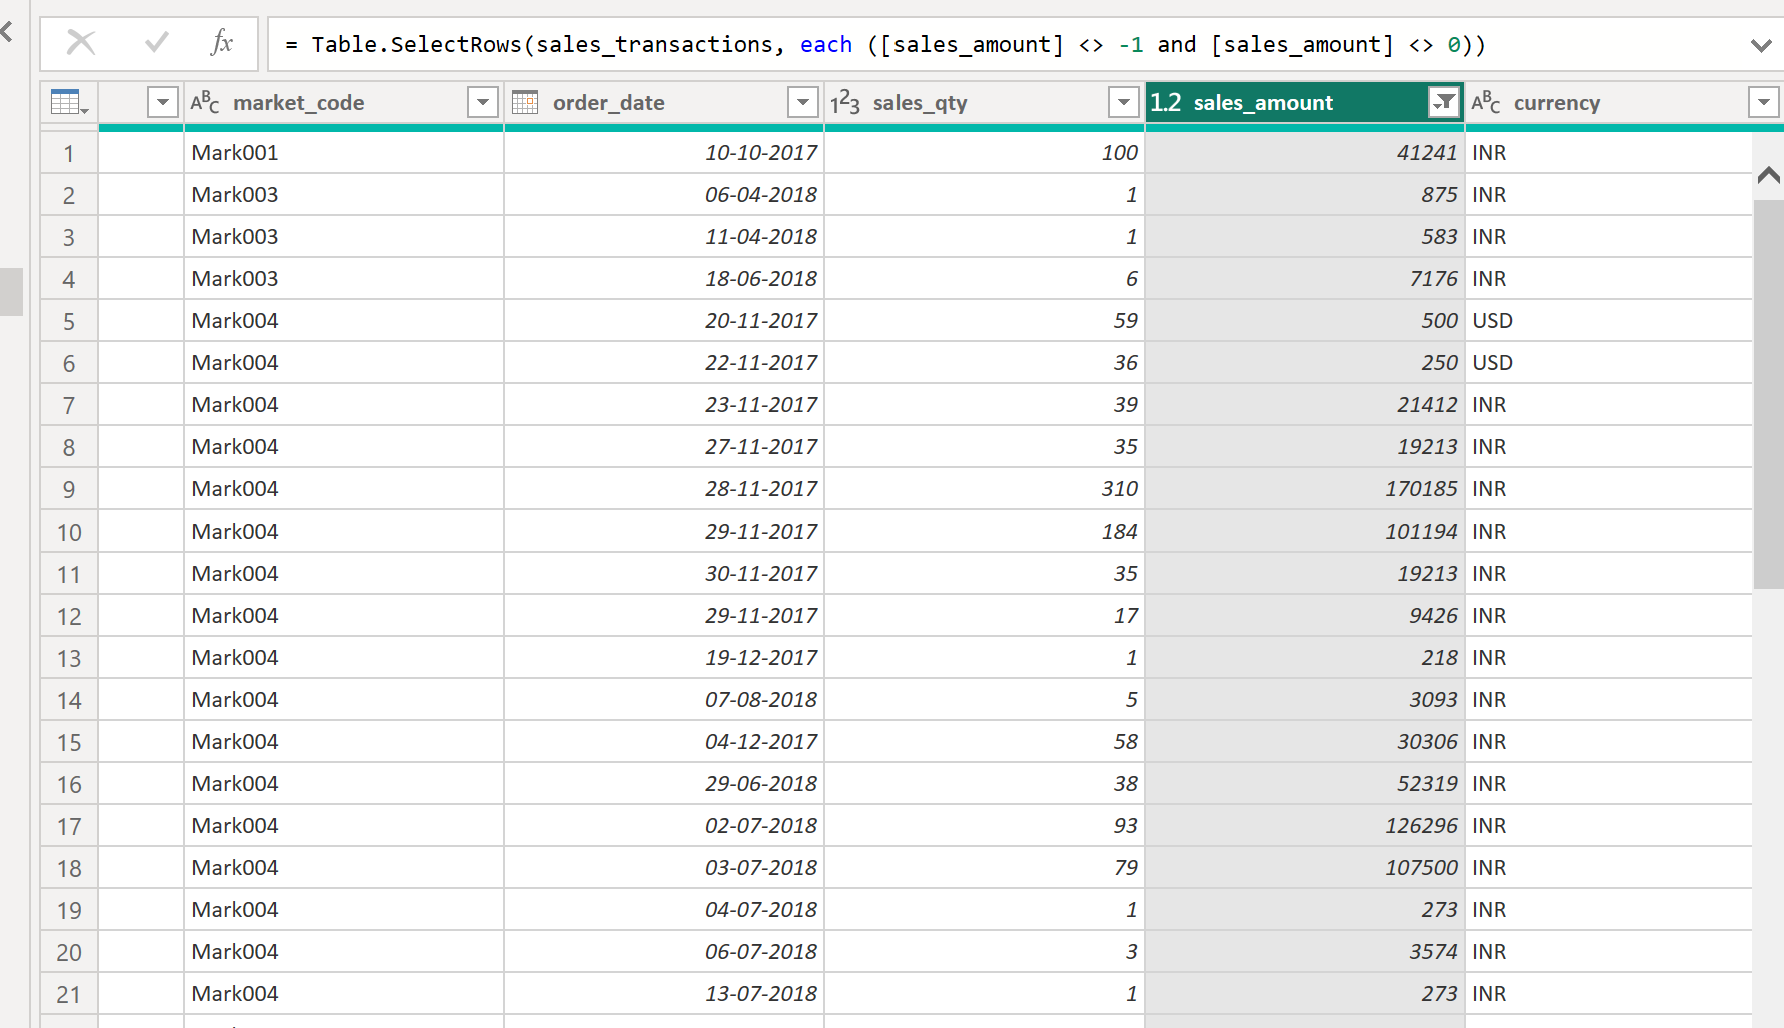 fx = Table.SelectRows(sales_transactions, each ([sales_amount] <> -1 and [sales_amount] <> 0))
ABC market_code order_date 123 sales_qty 1.2 sales_amount ABC currency
1 Mark001 10-10-2017 100 41241 INR
2 Mark003 06-04-2018 1 875 INR
3 Mark003 11-04-2018 1 583 INR
4 Mark003 18-06-2018 6 7176 INR
5 Mark004 20-11-2017 59 500 USD
6 Mark004 22-11-2017 36 250 USD
7 Mark004 23-11-2017 39 21412 INR
8 Mark004 27-11-2017 35 19213 INR
9 Mark004 28-11-2017 310 170185 INR
10 Mark004 29-11-2017 184 101194 INR
11 Mark004 30-11-2017 35 19213 INR
12 Mark004 29-11-2017 17 9426 INR
13 Mark004 19-12-2017 1 218 INR
14 Mark004 07-08-2018 5 3093 INR
15 Mark004 04-12-2017 58 30306 INR
16 Mark004 29-06-2018 38 52319 INR
17 Mark004 02-07-2018 93 126296 INR
18 Mark004 03-07-2018 79 107500 INR
19 Mark004 04-07-2018 1 273 INR
20 Mark004 06-07-2018 3 3574 INR
21 Mark004 13-07-2018 1 273 INR